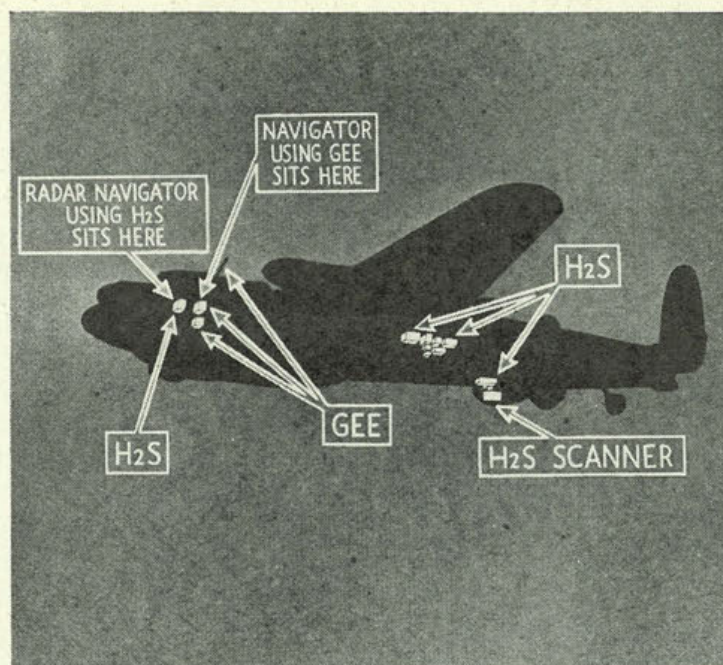 NAVIGATOR
USING GEE
SITS HERE
RADAR NAVIGATOR
USING H2S
SITS HERE
H2S
H2S
GEE
H2S SCANNER